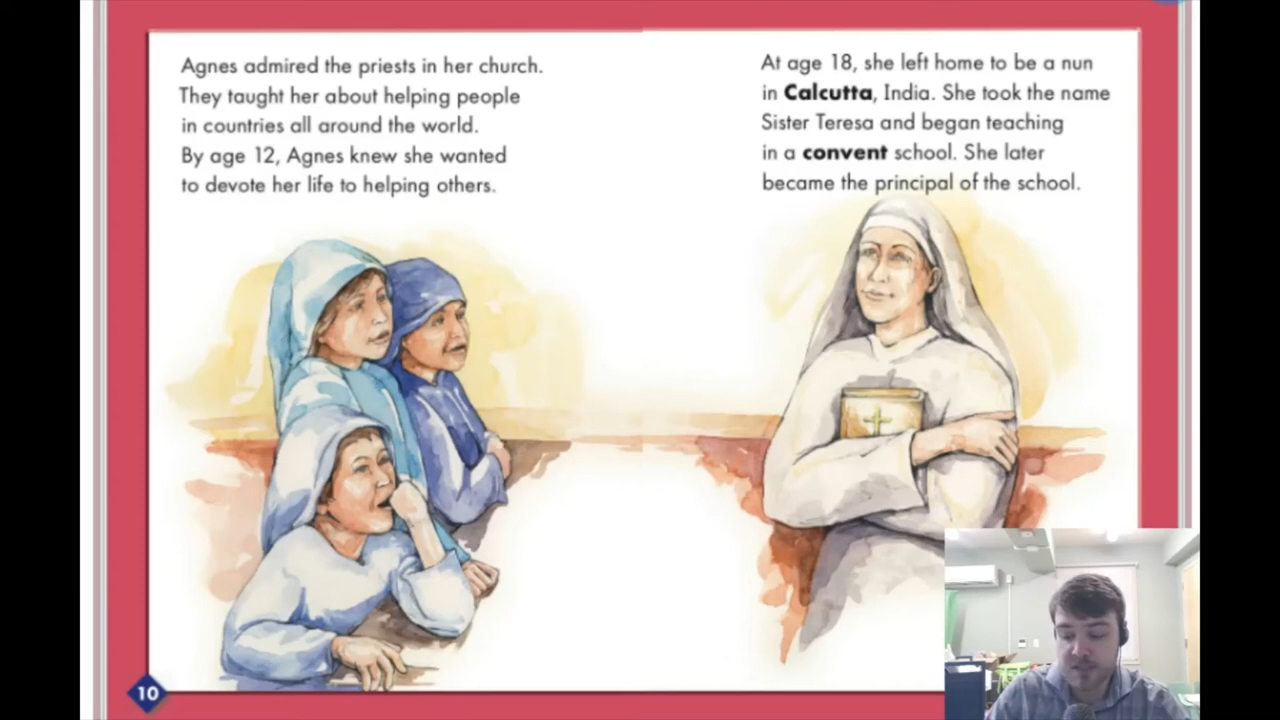 Agnes admired the priests in her church.
They taught her about helping people
in countries all around the world.
By age 12, Agnes knew she wanted
to devote her life to helping others.
At age 18, she left home to be a nun
in Calcutta, India. She took the name
Sister Teresa and began teaching
in a convent school. She later
became the principal of the school.
10